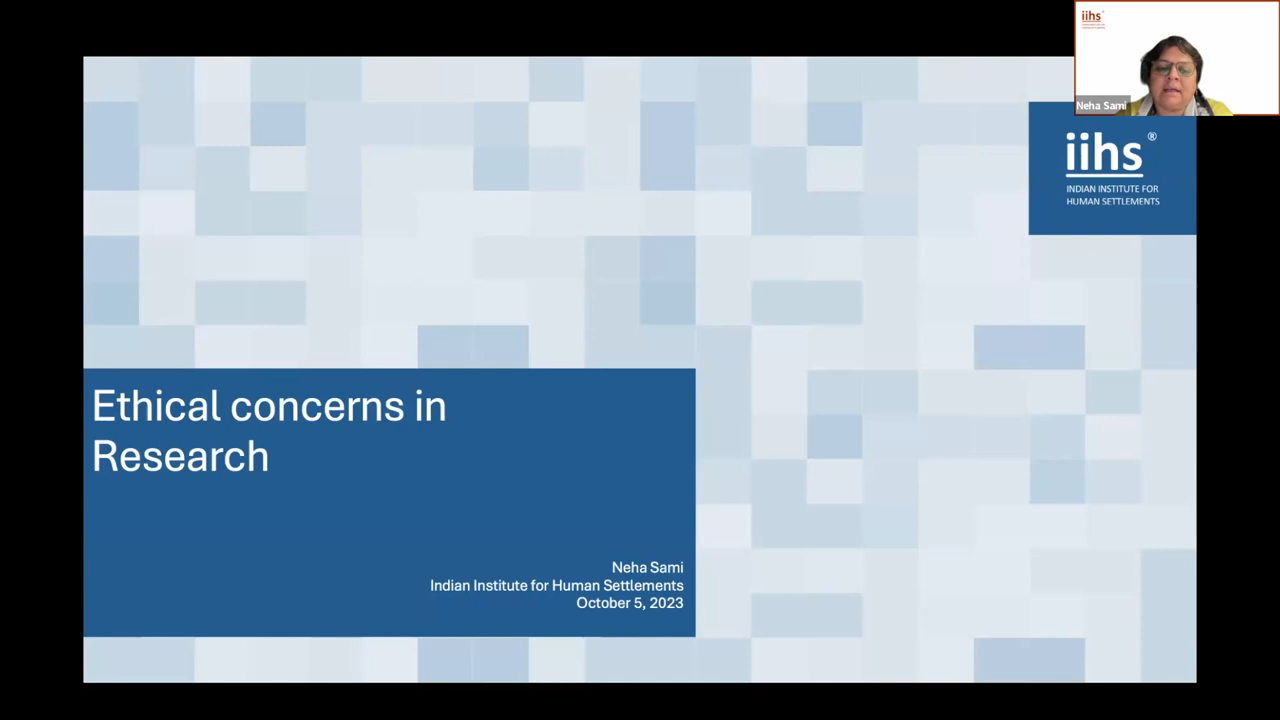 iihs
Neha Sami
iihs®
INDIAN INSTITUTE FOR
HUMAN SETTLEMENTS
Ethical concerns in
Research
Neha Sami
Indian Institute for Human Settlements
October 5, 2023